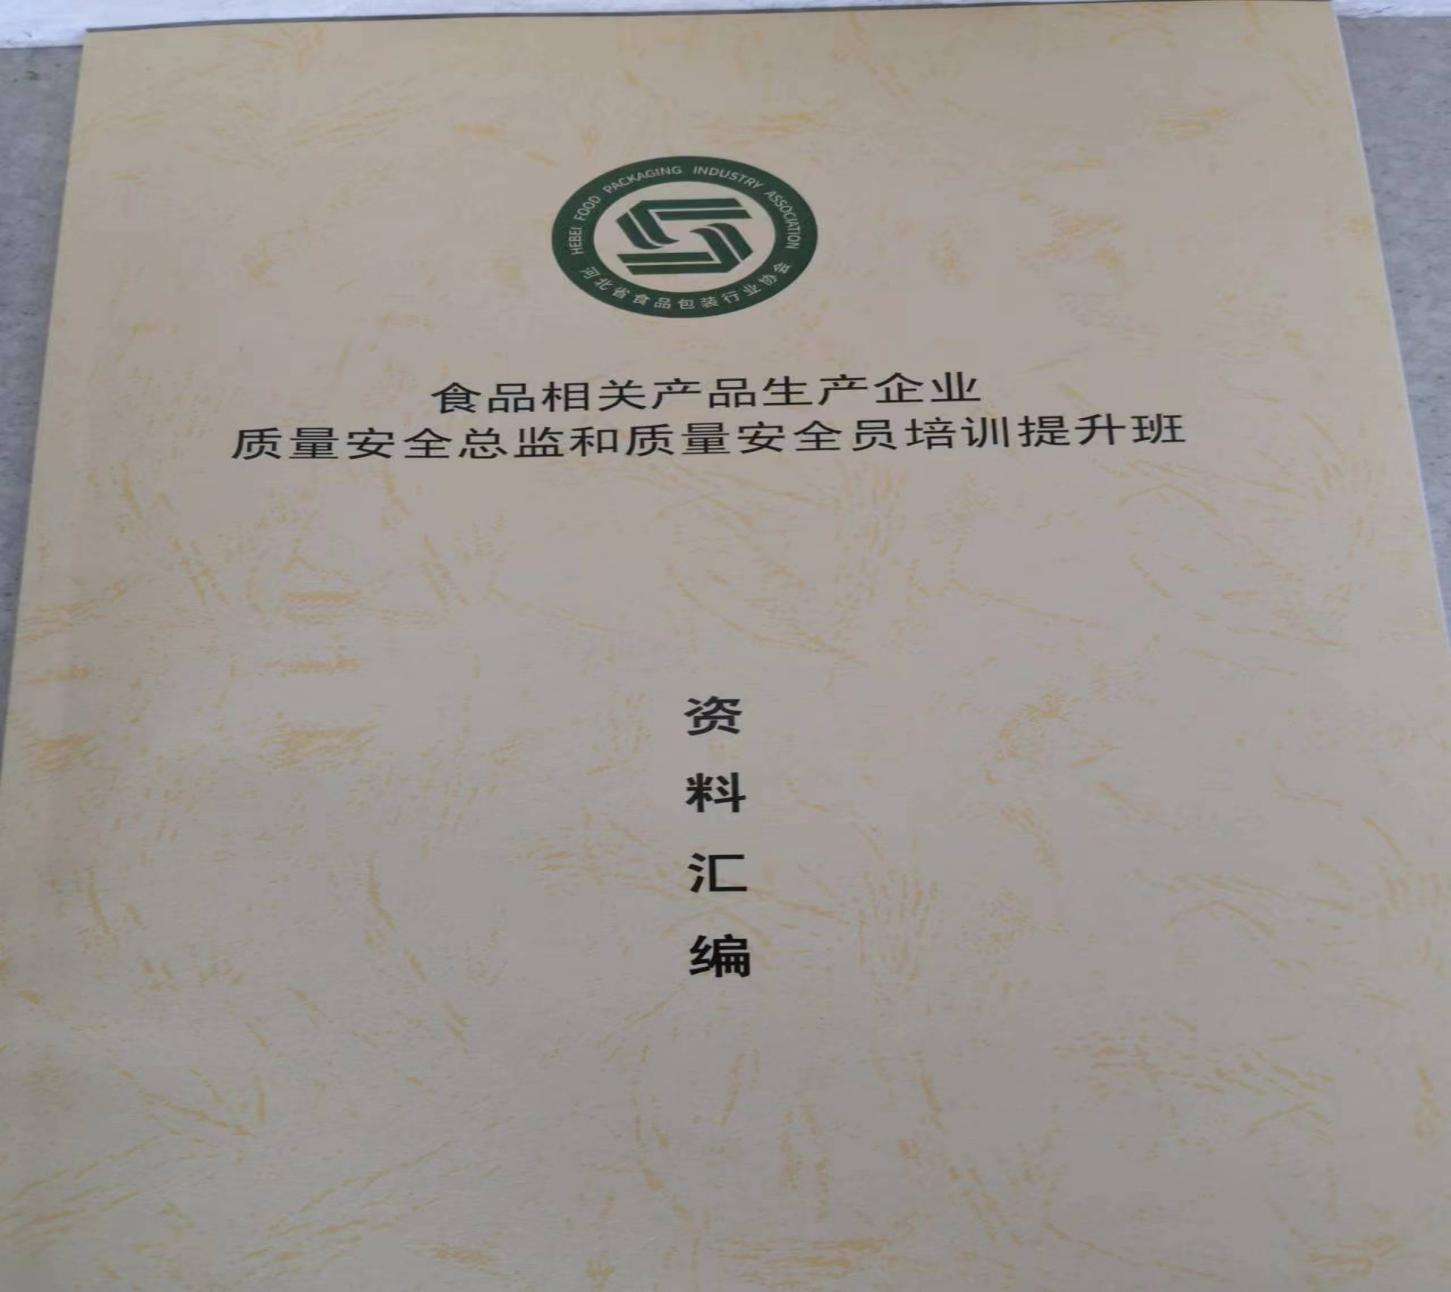 HEBEI FOOD PACKAGING INDUSTRY ASSOCIATION
河北省食品包装行业协会
食品相关产品生产企业
质量安全总监和质量安全员培训提升班
资
料
汇
编